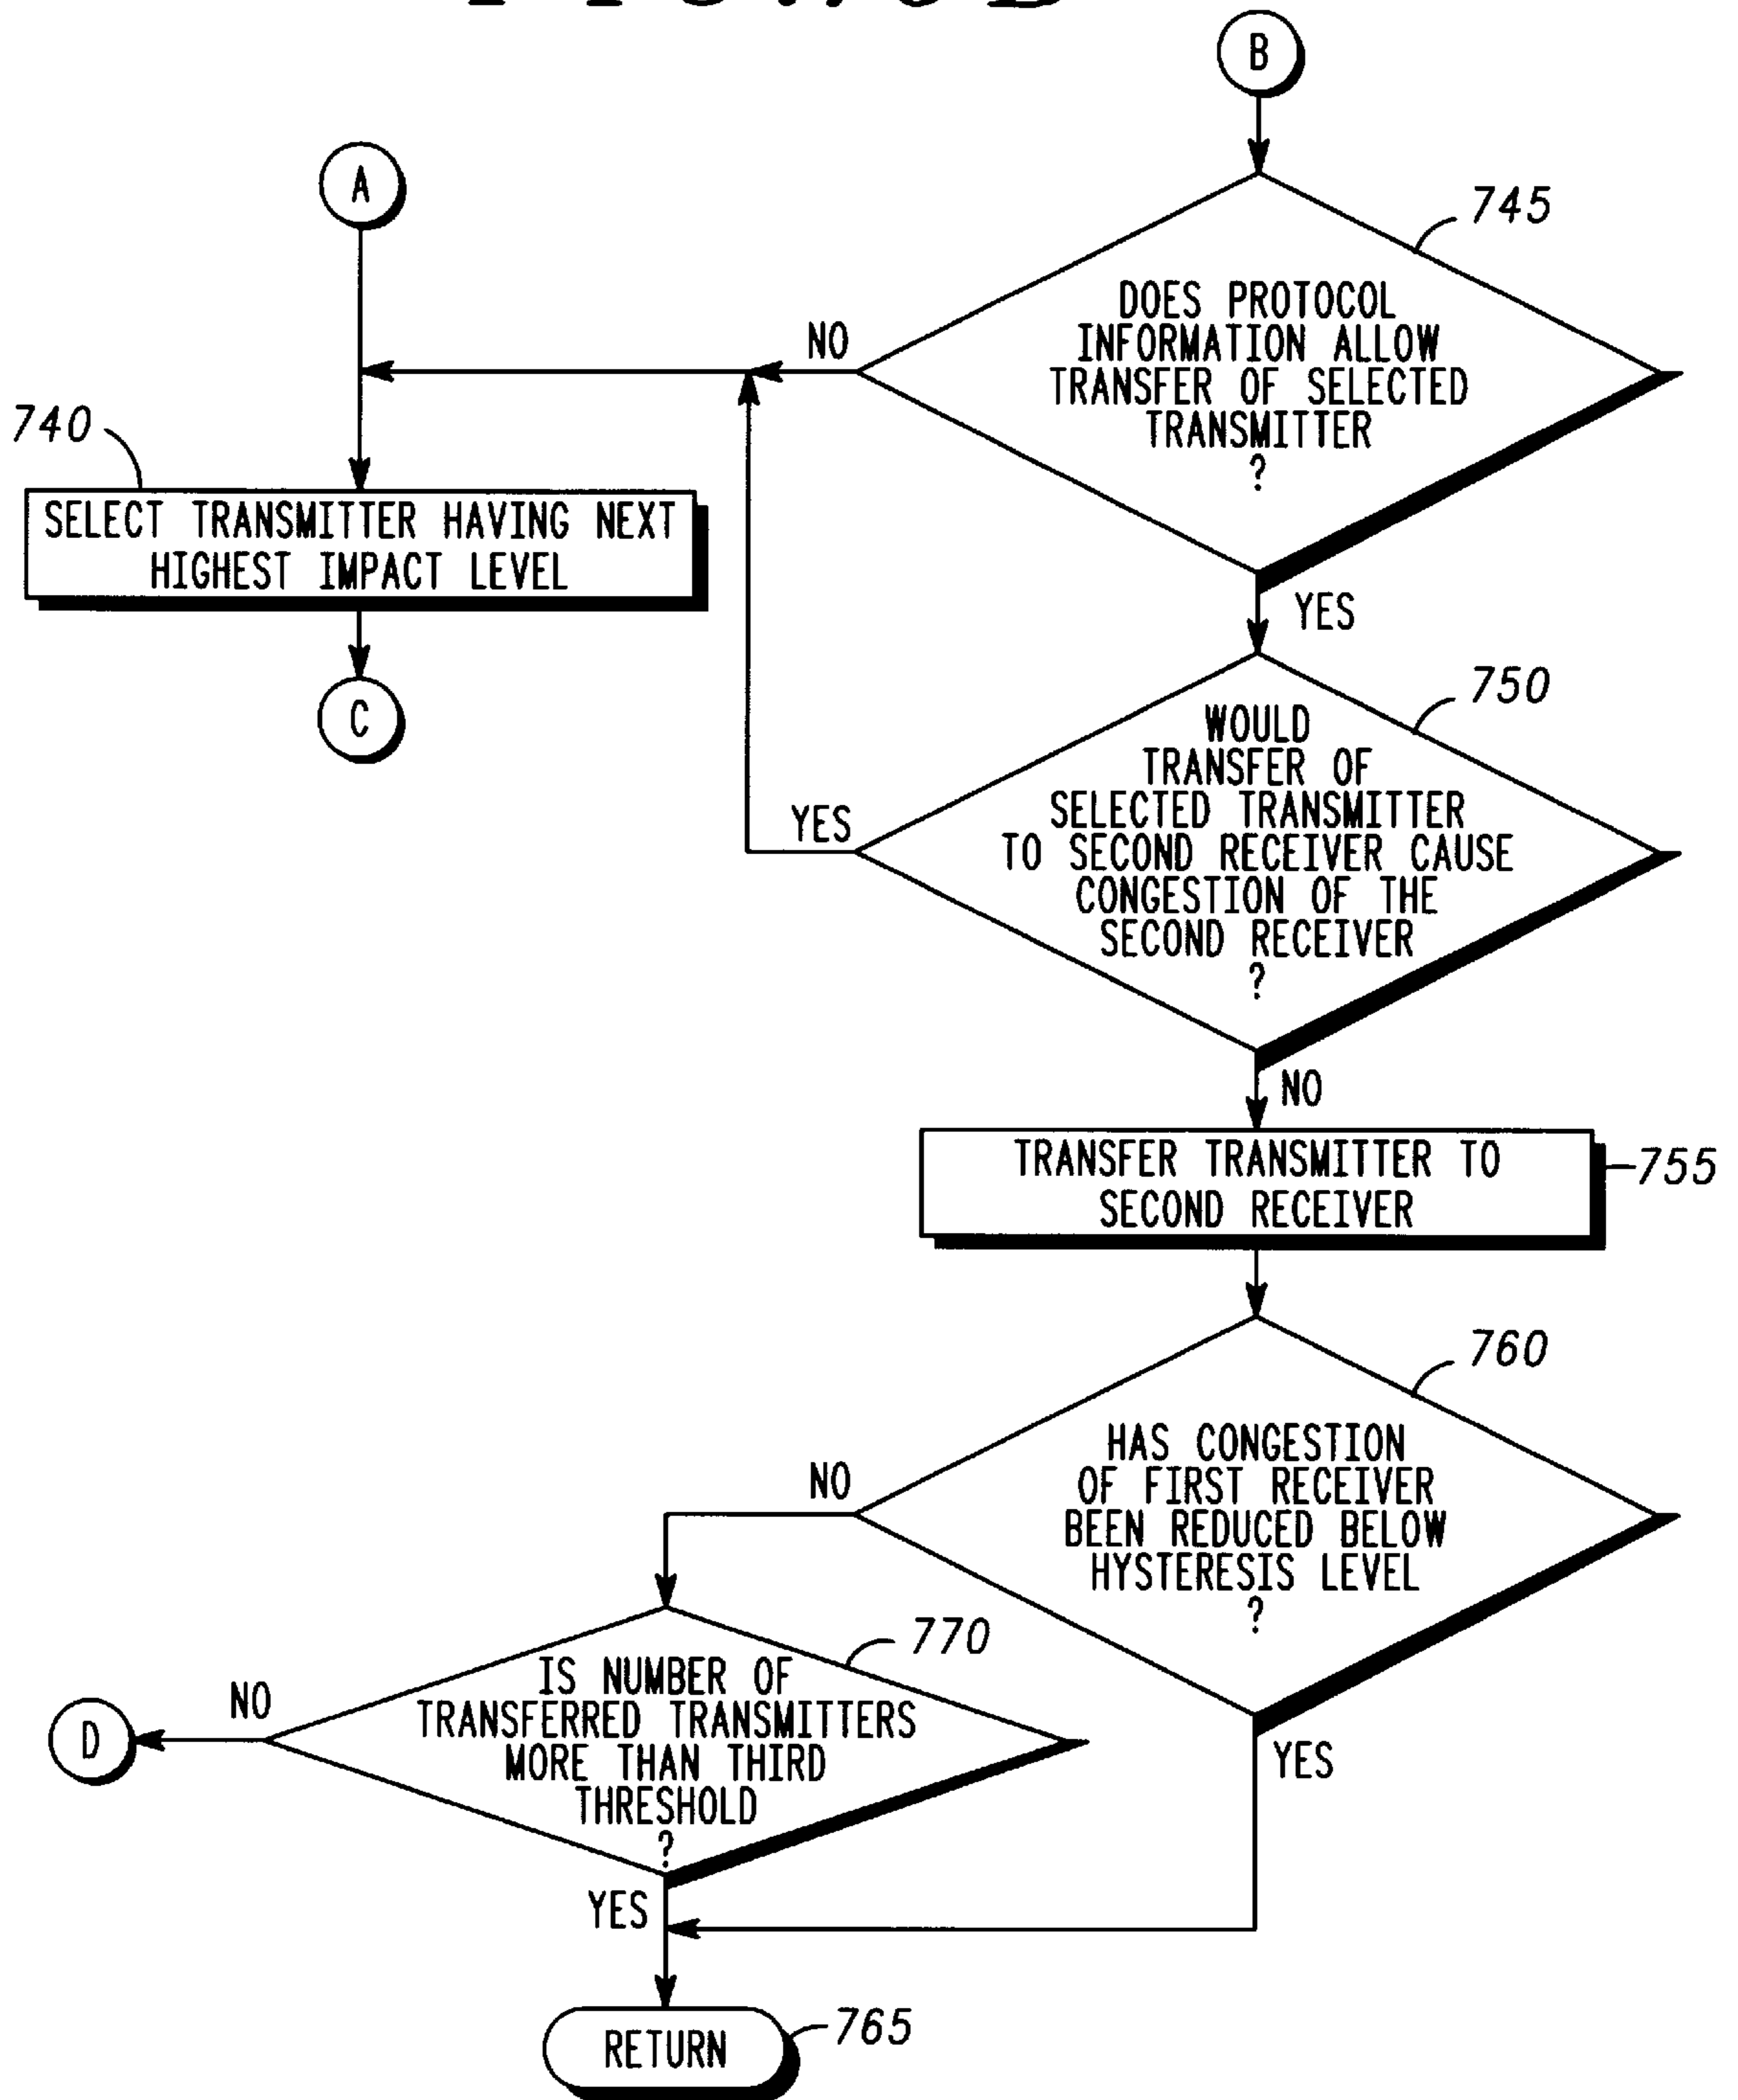 B
A
745
DOES PROTOCOL
INFORMATION ALLOW
TRANSFER OF SELECTED
TRANSMITTER
?
NO
740
SELECT TRANSMITTER HAVING NEXT
HIGHEST IMPACT LEVEL
YES
C
750
WOULD
TRANSFER OF
SELECTED TRANSMITTER
TO SECOND RECEIVER CAUSE
CONGESTION OF THE
SECOND RECEIVER
?
YES
NO
TRANSFER TRANSMITTER TO
SECOND RECEIVER
755
760
HAS CONGESTION
OF FIRST RECEIVER
BEEN REDUCED BELOW
HYSTERESIS LEVEL
?
NO
YES
770
IS NUMBER OF
TRANSFERRED TRANSMITTERS
MORE THAN THIRD
THRESHOLD
?
NO
D
YES
RETURN
765